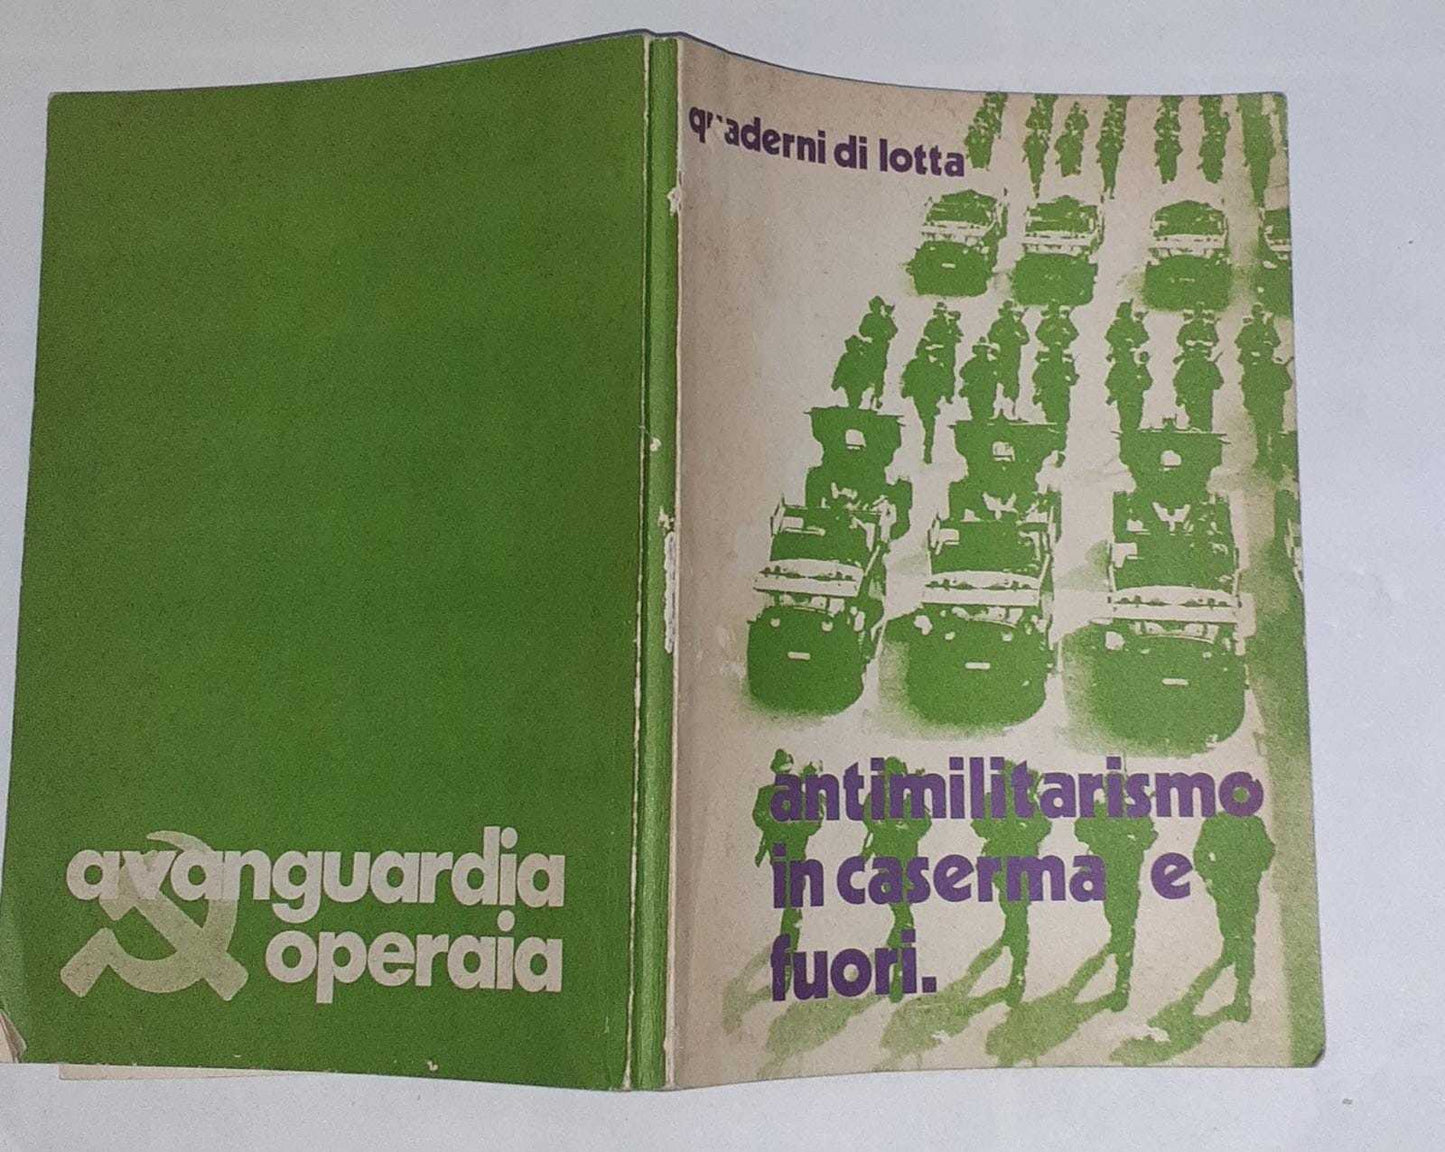 quaderni di lotta
antimilitarismo
in caserma e
fuori.
avanguardia
operaia